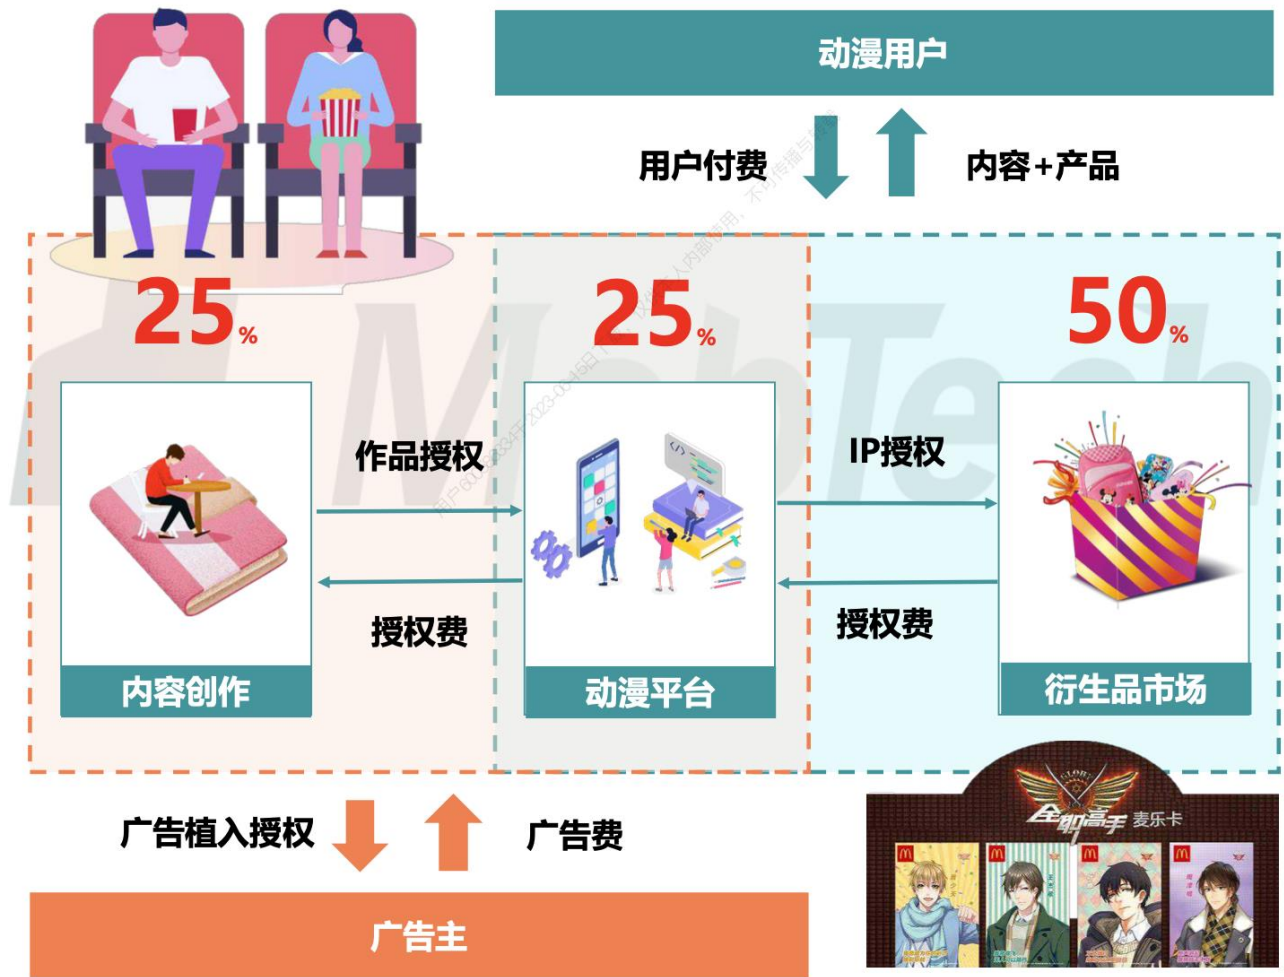 动漫用户
用户付费
内容+产品
25%
25%
50%
MobTech
作品授权
IP授权
授权费
授权费
内容创作
动漫平台
衍生品市场
广告植入授权
广告费
广告主
GLORY
全职高手 麦乐卡